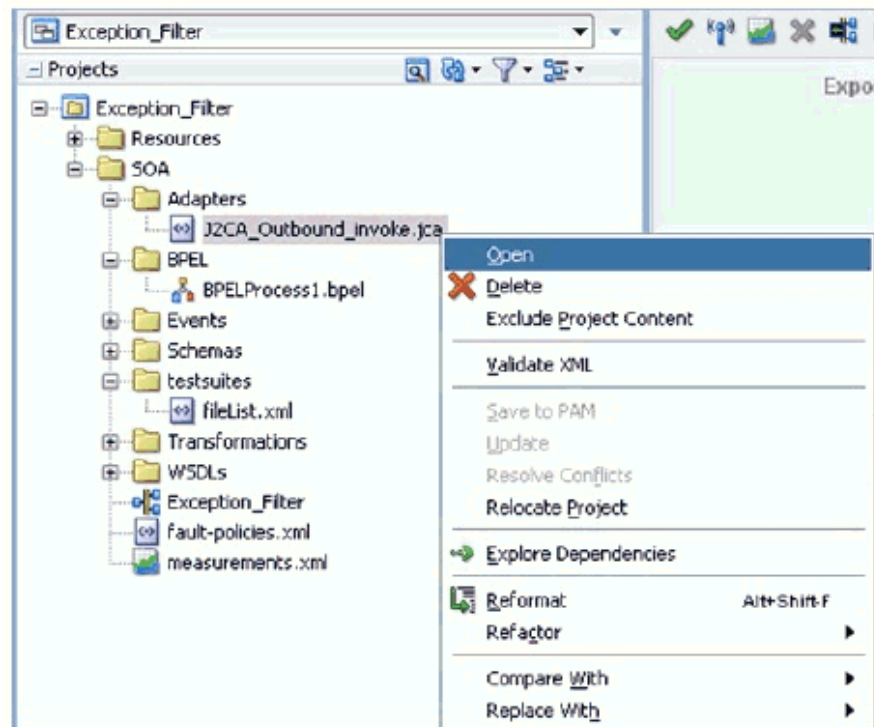 Exception_Filter
Projects
Expo
Exception_Filter
Resources
SOA
Adapters
J2CA_Outbound_invoke.jca
BPEL
BPELProcess1.bpel
Events
Schemas
testsuites
fileList.xml
Transformations
WSDLs
Exception_Filter
fault-policies.xml
measurements.xml
Open
Delete
Exclude Project Content
Validate XML
Save to PAM
Update
Resolve Conflicts
Relocate Project
Explore Dependencies
Reformat Alt+Shift-F
Refactor
Compare With
Replace With